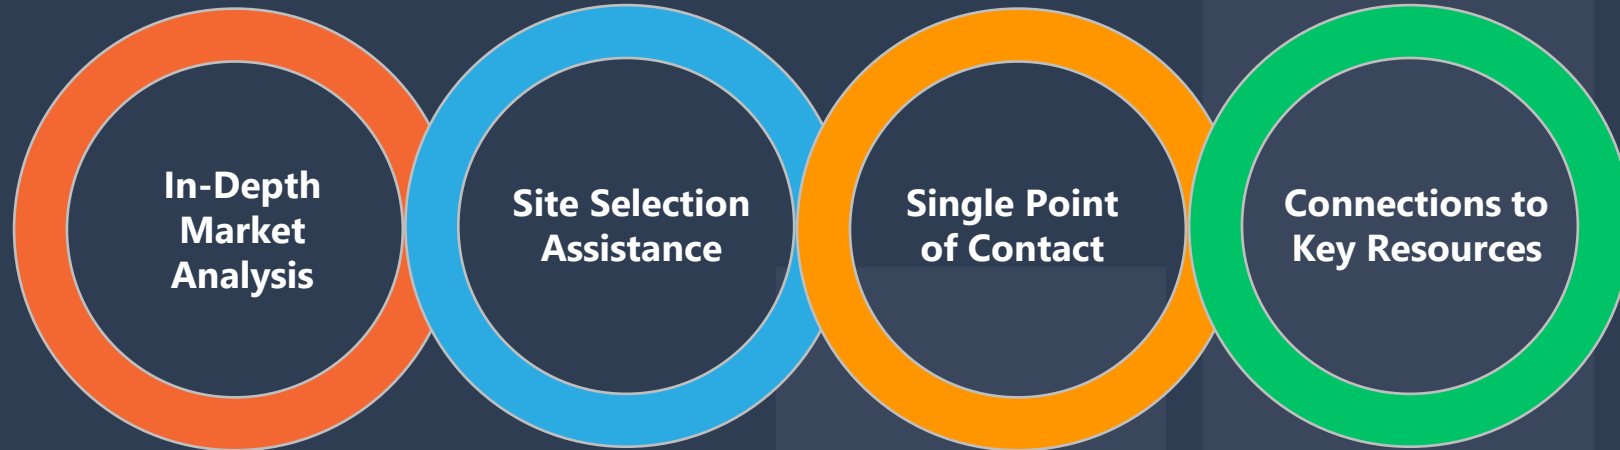 In-Depth
Market
Analysis
Site Selection
Assistance
Single Point
of Contact
Connections to
Key Resources